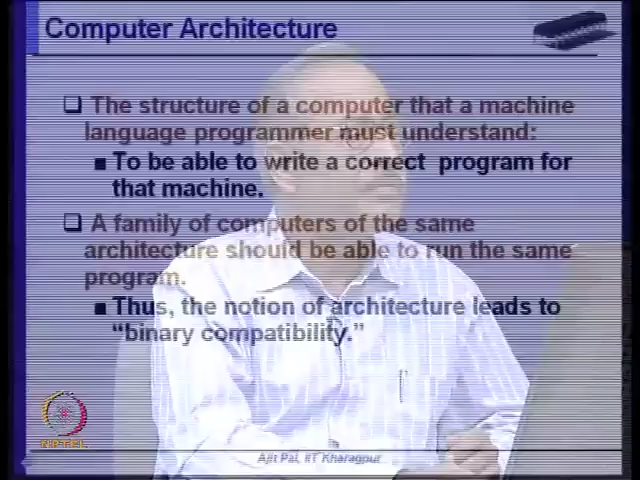 Computer Architecture
The structure of a computer that a machine
language programmer must understand:
To be able to write a correct program for
that machine.
A family of computers of the same
architecture should be able to run the same
program.
Thus, the notion of architecture leads to
“binary compatibility.”
NPTEL
Ajit Pal, IIT Kharagpur